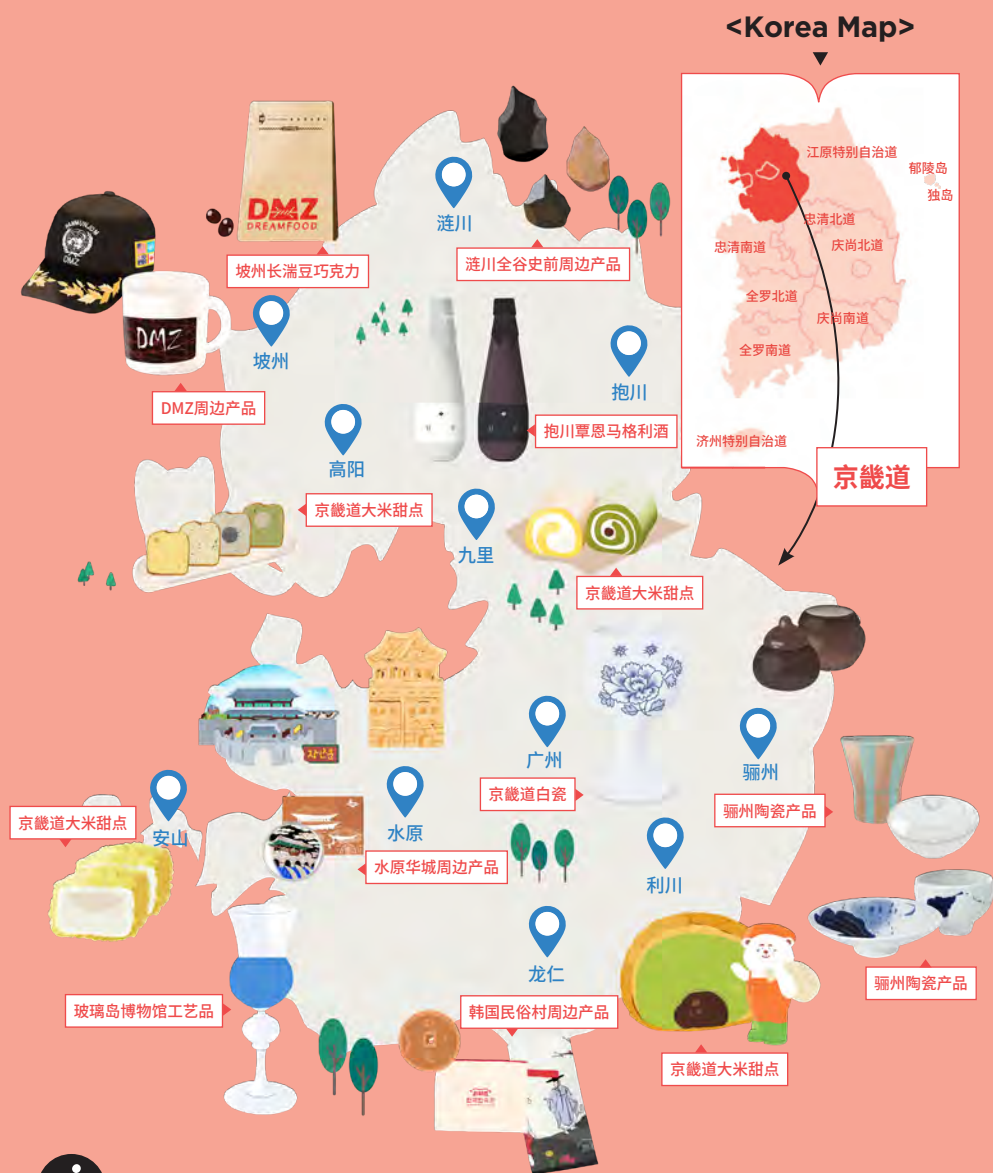 <Korea Map>
江原特别自治道
郁陵岛
独岛
忠清北道
忠清南道
庆尚北道
全罗北道
庆尚南道
全罗南道
济州特别自治道
京畿道
DMZ
DREAMFOOD
涟川
坡州长湍豆巧克力
涟川全谷史前周边产品
DMZ
DMZ
坡州
抱川
DMZ周边产品
抱川覃恩马格利酒
高阳
京畿道大米甜点
九里
京畿道大米甜点
广州
骊州
京畿道白瓷
骊州陶瓷产品
京畿道大米甜点
安山
水原
水原华城周边产品
利川
龙仁
骊州陶瓷产品
玻璃岛博物馆工艺品
韩国民俗村周边产品
京畿道大米甜点